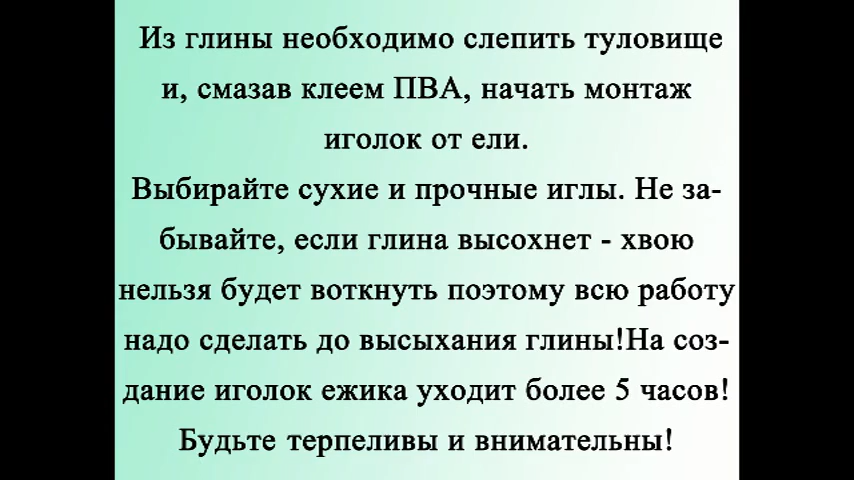 Из глины необходимо слепить туловище
и, смазав клеем ПВА, начать монтаж
иголок от ели.
Выбирайте сухие и прочные иглы. Не за-
бывайте, если глина высохнет - хвою
нельзя будет воткнуть поэтому всю работу
надо сделать до высыхания глины!На соз-
дание иголок ежика уходит более 5 часов!
Будьте терпеливы и внимательны!